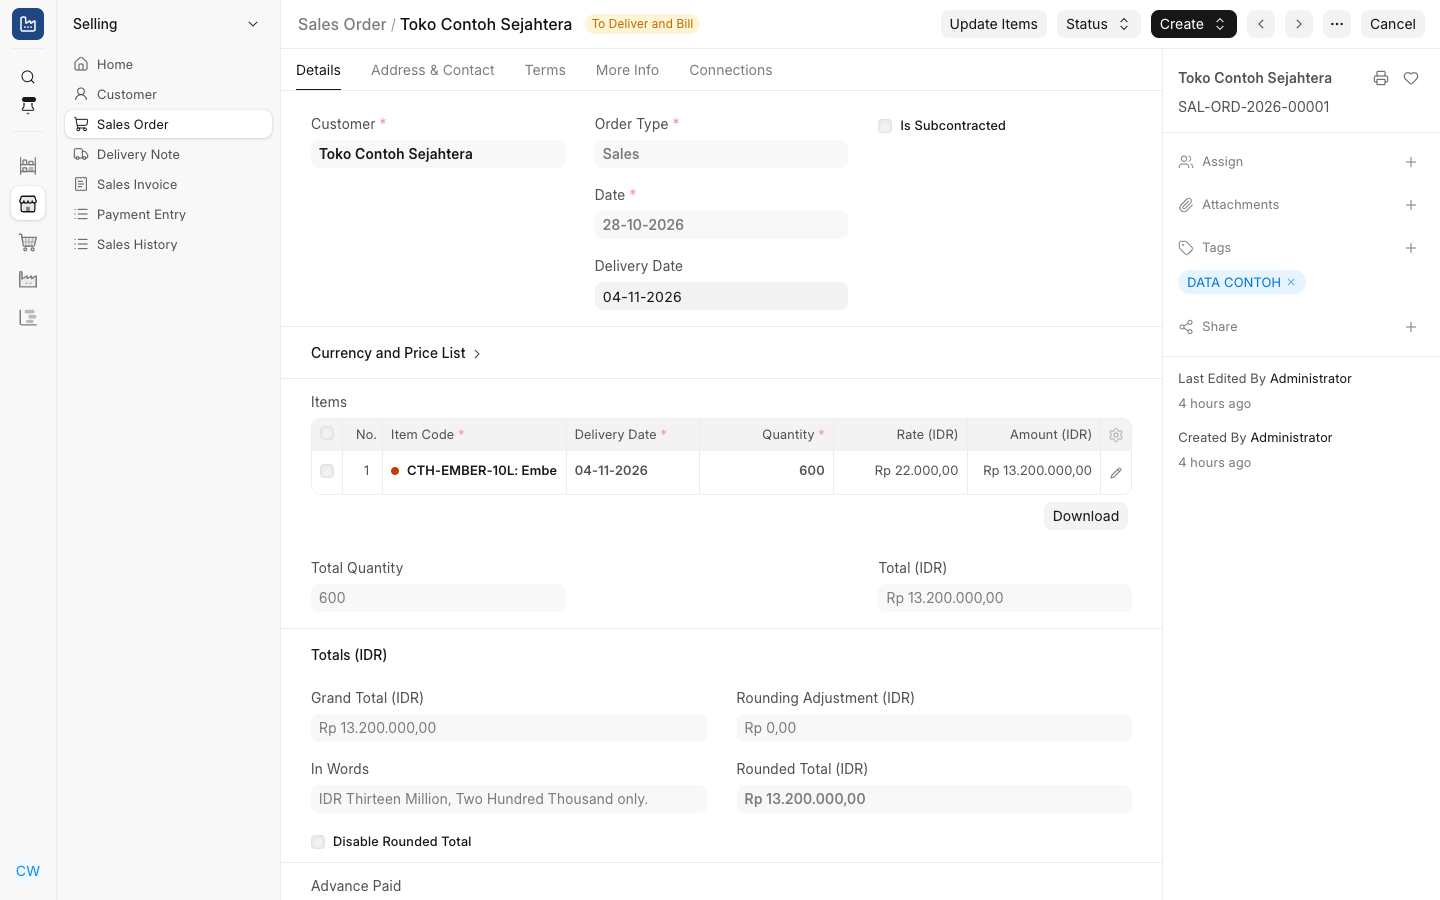 Selling
Home
Customer
Sales Order
Delivery Note
Sales Invoice
Payment Entry
Sales History
CW
Sales Order / Toko Contoh Sejahtera
To Deliver and Bill
Update Items
Status
Create
Cancel
Details
Address & Contact
Terms
More Info
Connections
Customer *
Toko Contoh Sejahtera
Order Type *
Sales
Is Subcontracted
Date *
28-10-2026
Delivery Date
04-11-2026
Currency and Price List
Items
No. Item Code * Delivery Date * Quantity * Rate (IDR) Amount (IDR)
1 CTH-EMBER-10L: Embe 04-11-2026 600 Rp 22.000,00 Rp 13.200.000,00
Download
Total Quantity
600
Total (IDR)
Rp 13.200.000,00
Totals (IDR)
Grand Total (IDR)
Rp 13.200.000,00
Rounding Adjustment (IDR)
Rp 0,00
In Words
IDR Thirteen Million, Two Hundred Thousand only.
Rounded Total (IDR)
Rp 13.200.000,00
Disable Rounded Total
Advance Paid
Toko Contoh Sejahtera
SAL-ORD-2026-00001
Assign
Attachments
Tags
DATA CONTOH
Share
Last Edited By Administrator
4 hours ago
Created By Administrator
4 hours ago